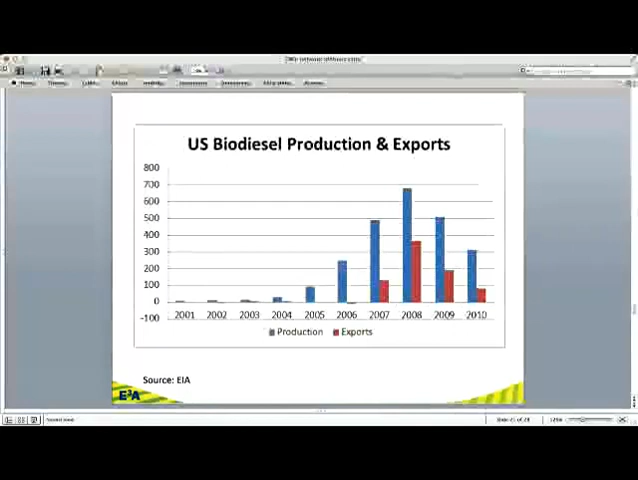 US Biodiesel Production & Exports
800
700
600
500
400
300
200
100
0
-100
2001 2002 2003 2004 2005 2006 2007 2008 2009 2010
Production Exports
Source: EIA
E3A